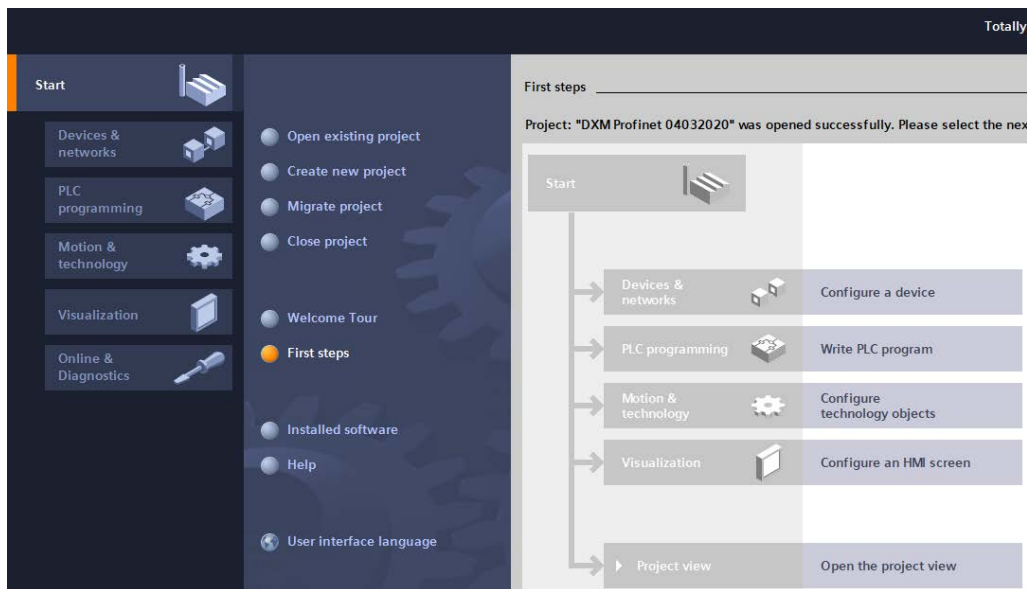 Totally
Start
Devices &
networks
PLC
programming
Motion &
technology
Visualization
Online &
Diagnostics
Open existing project
Create new project
Migrate project
Close project
Welcome Tour
First steps
Installed software
Help
User interface language
First steps
Project: "DXM Profinet 04032020" was opened successfully. Please select the nex
Start
Devices &
networks
Configure a device
PLC programming
Write PLC program
Motion &
technology
Configure
technology objects
Visualization
Configure an HMI screen
Project view
Open the project view